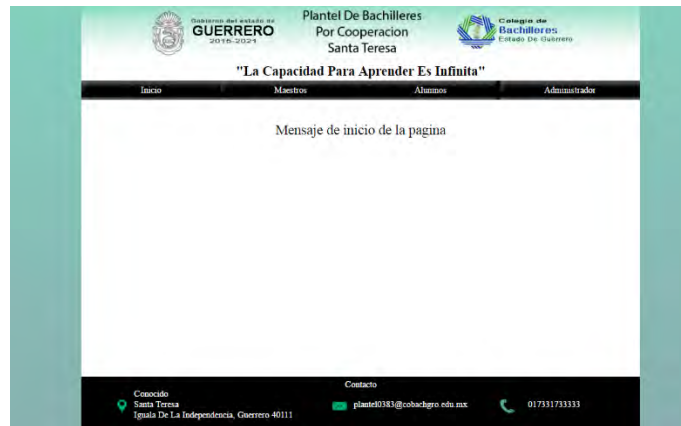 Gobierno del estado de
GUERRERO
2015-2021
Plantel De Bachilleres
Por Cooperacion
Santa Teresa
Colegio de
Bachilleres
Estado De Guerrero
"La Capacidad Para Aprender Es Infinita"
Inicio Maestros Alumnos Administrador
Mensaje de inicio de la pagina
Contacto
Conocido
Santa Teresa
Iguala De La Independencia, Guerrero 40111
plantel0383@cobachgro.edu.mx
017331733333